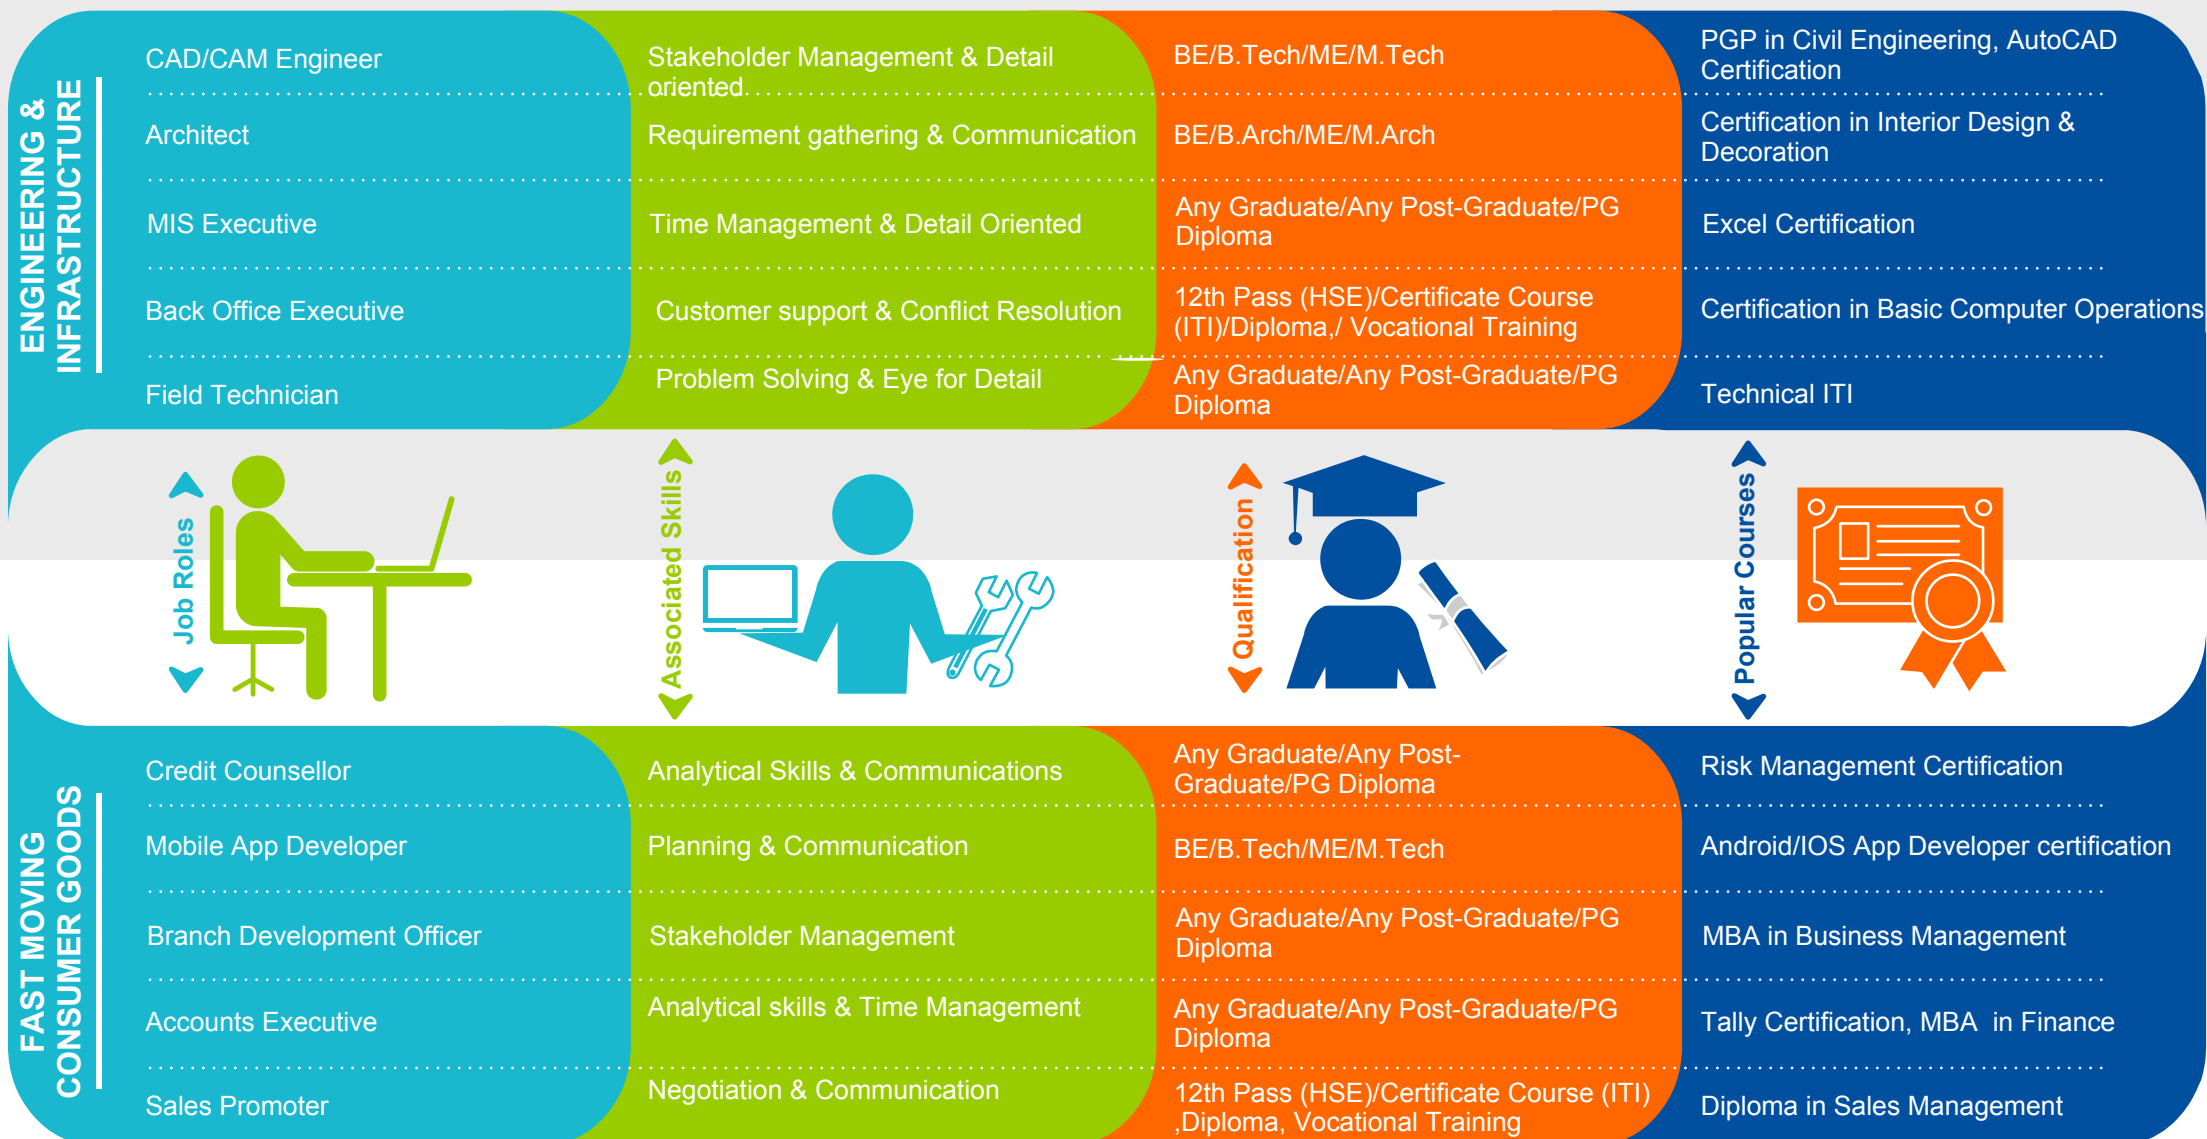 ENGINEERING &
INFRASTRUCTURE
CAD/CAM Engineer
Stakeholder Management & Detail
oriented
BE/B.Tech/ME/M.Tech
PGP in Civil Engineering, AutoCAD
Certification
Architect
Requirement gathering & Communication
BE/B.Arch/ME/M.Arch
Certification in Interior Design &
Decoration
MIS Executive
Time Management & Detail Oriented
Any Graduate/Any Post-Graduate/PG
Diploma
Excel Certification
Back Office Executive
Customer support & Conflict Resolution
12th Pass (HSE)/Certificate Course
(ITI)/Diploma,/ Vocational Training
Certification in Basic Computer Operations
Field Technician
Problem Solving & Eye for Detail
Any Graduate/Any Post-Graduate/PG
Diploma
Technical ITI
Job Roles
Associated Skills
Qualification
Popular Courses
FAST MOVING
CONSUMER GOODS
Credit Counsellor
Analytical Skills & Communications
Any Graduate/Any Post-
Graduate/PG Diploma
Risk Management Certification
Mobile App Developer
Planning & Communication
BE/B.Tech/ME/M.Tech
Android/IOS App Developer certification
Branch Development Officer
Stakeholder Management
Any Graduate/Any Post-Graduate/PG
Diploma
MBA in Business Management
Accounts Executive
Analytical skills & Time Management
Any Graduate/Any Post-Graduate/PG
Diploma
Tally Certification, MBA  in Finance
Sales Promoter
Negotiation & Communication
12th Pass (HSE)/Certificate Course (ITI)
,Diploma, Vocational Training
Diploma in Sales Management